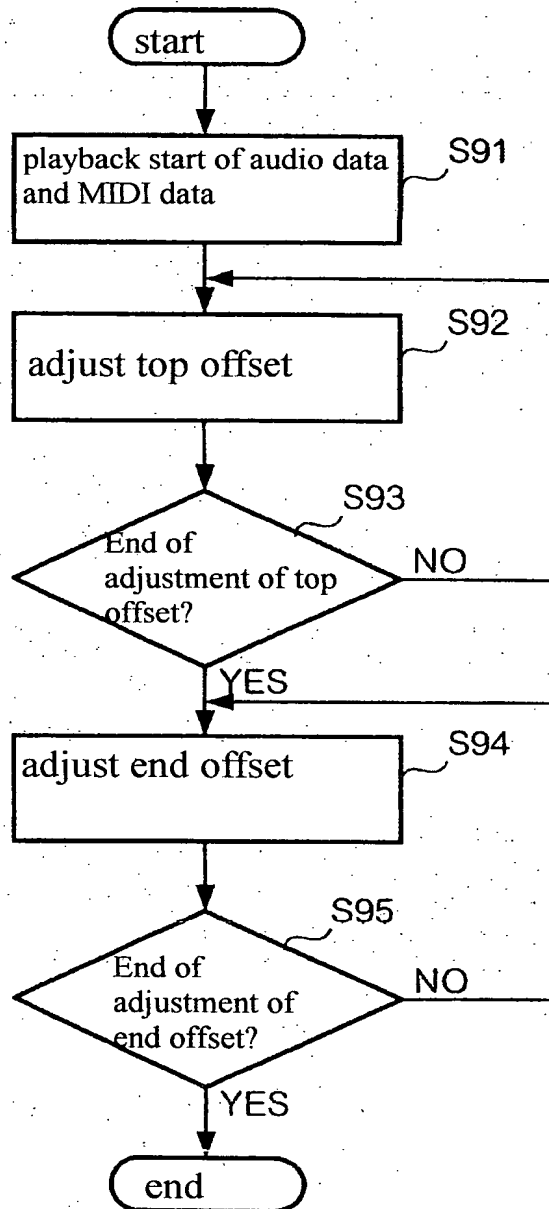 start
playback start of audio data
and MIDI data
S91
S92
adjust top offset
S93
End of
adjustment of top
offset?
NO
YES
S94
adjust end offset
S95
End of
adjustment of
end offset?
NO
YES
end